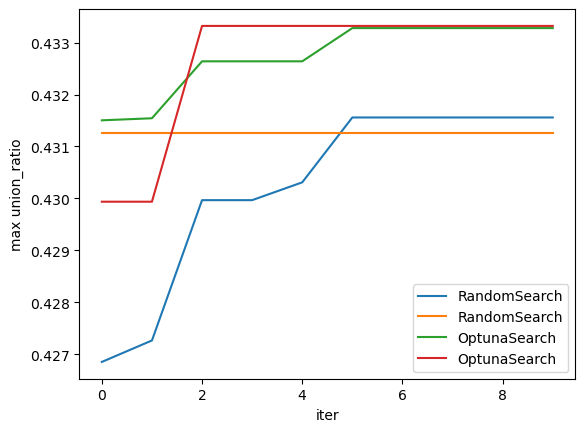 0.433
0.432
0.431
0.430
0.429
0.428
0.427
max union_ratio
0 2 4 6 8
iter
RandomSearch
RandomSearch
OptunaSearch
OptunaSearch